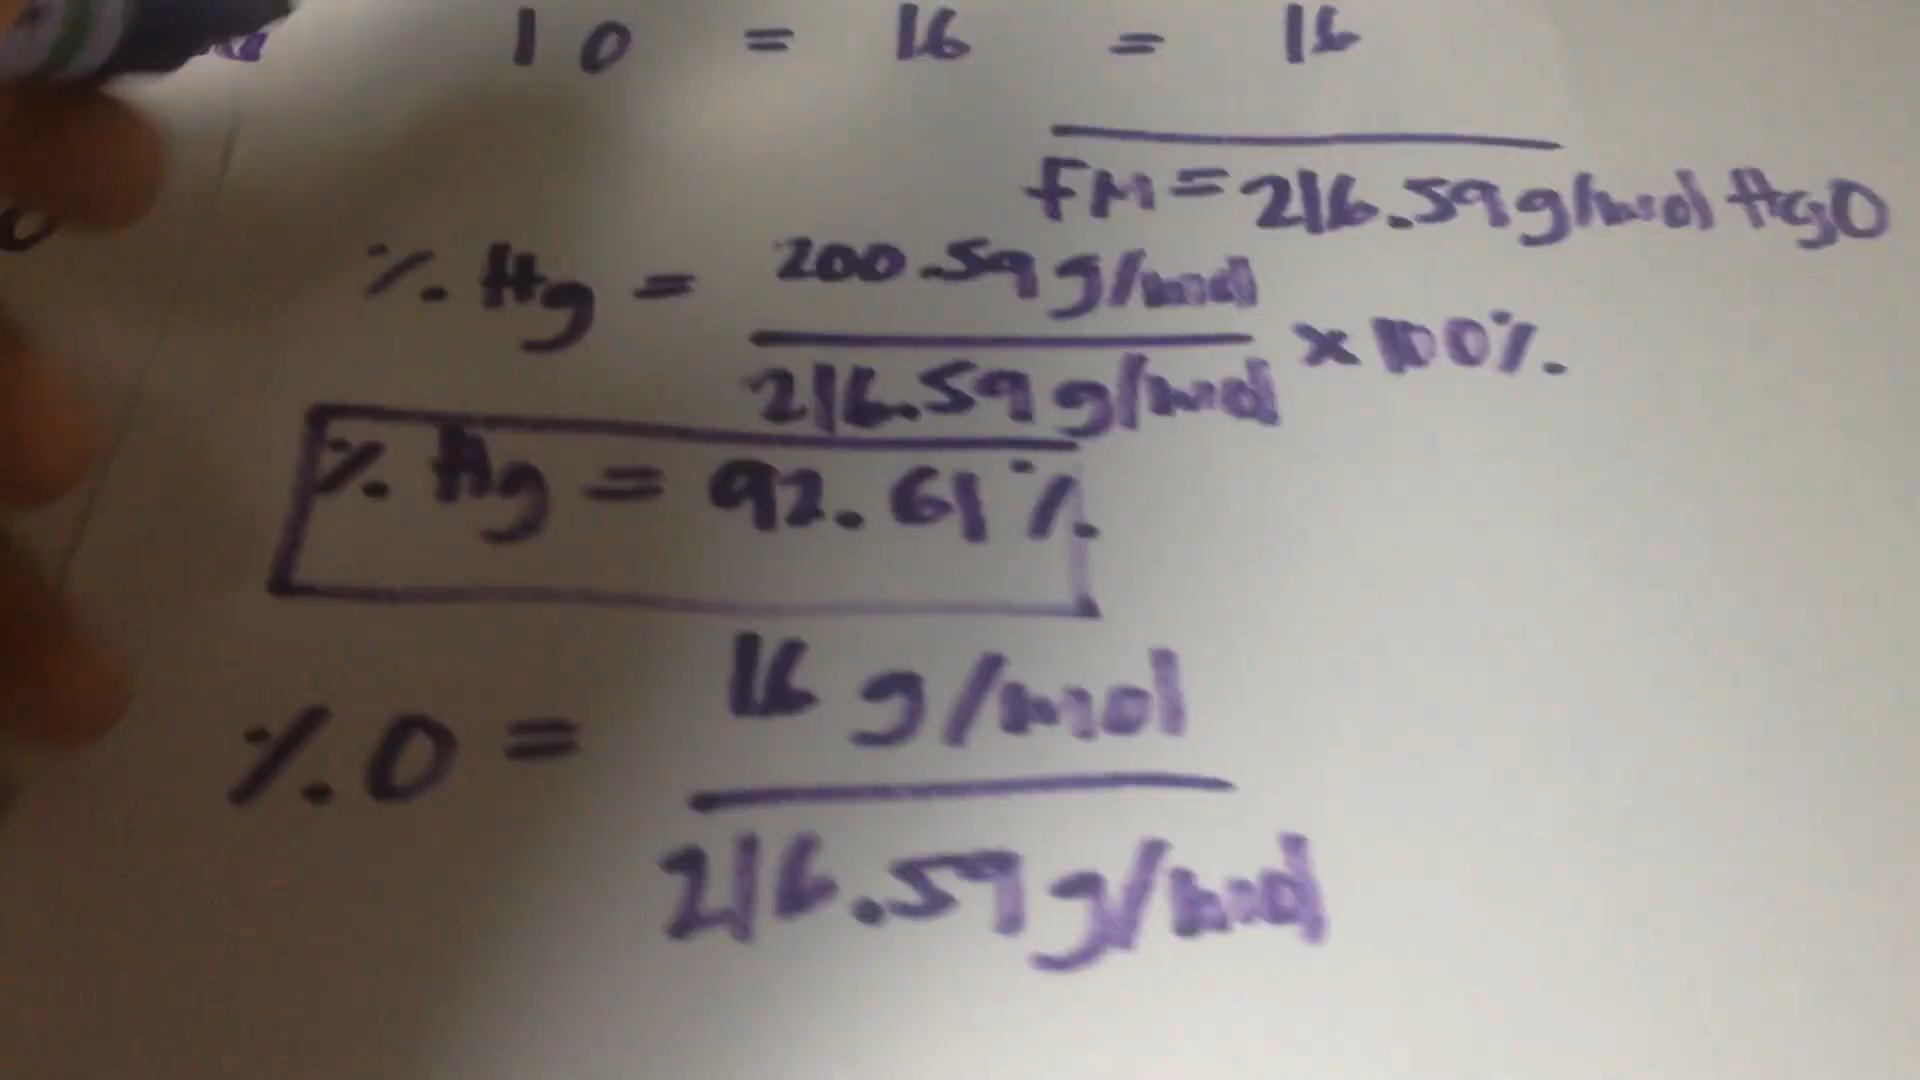 1 O = 16 = 16
FM = 216.59 g/mol HgO
% Hg = 200.59 g/mol
216.59 g/mol
x 100%
% Hg = 92.61%
% O = 16 g/mol
216.59 g/mol